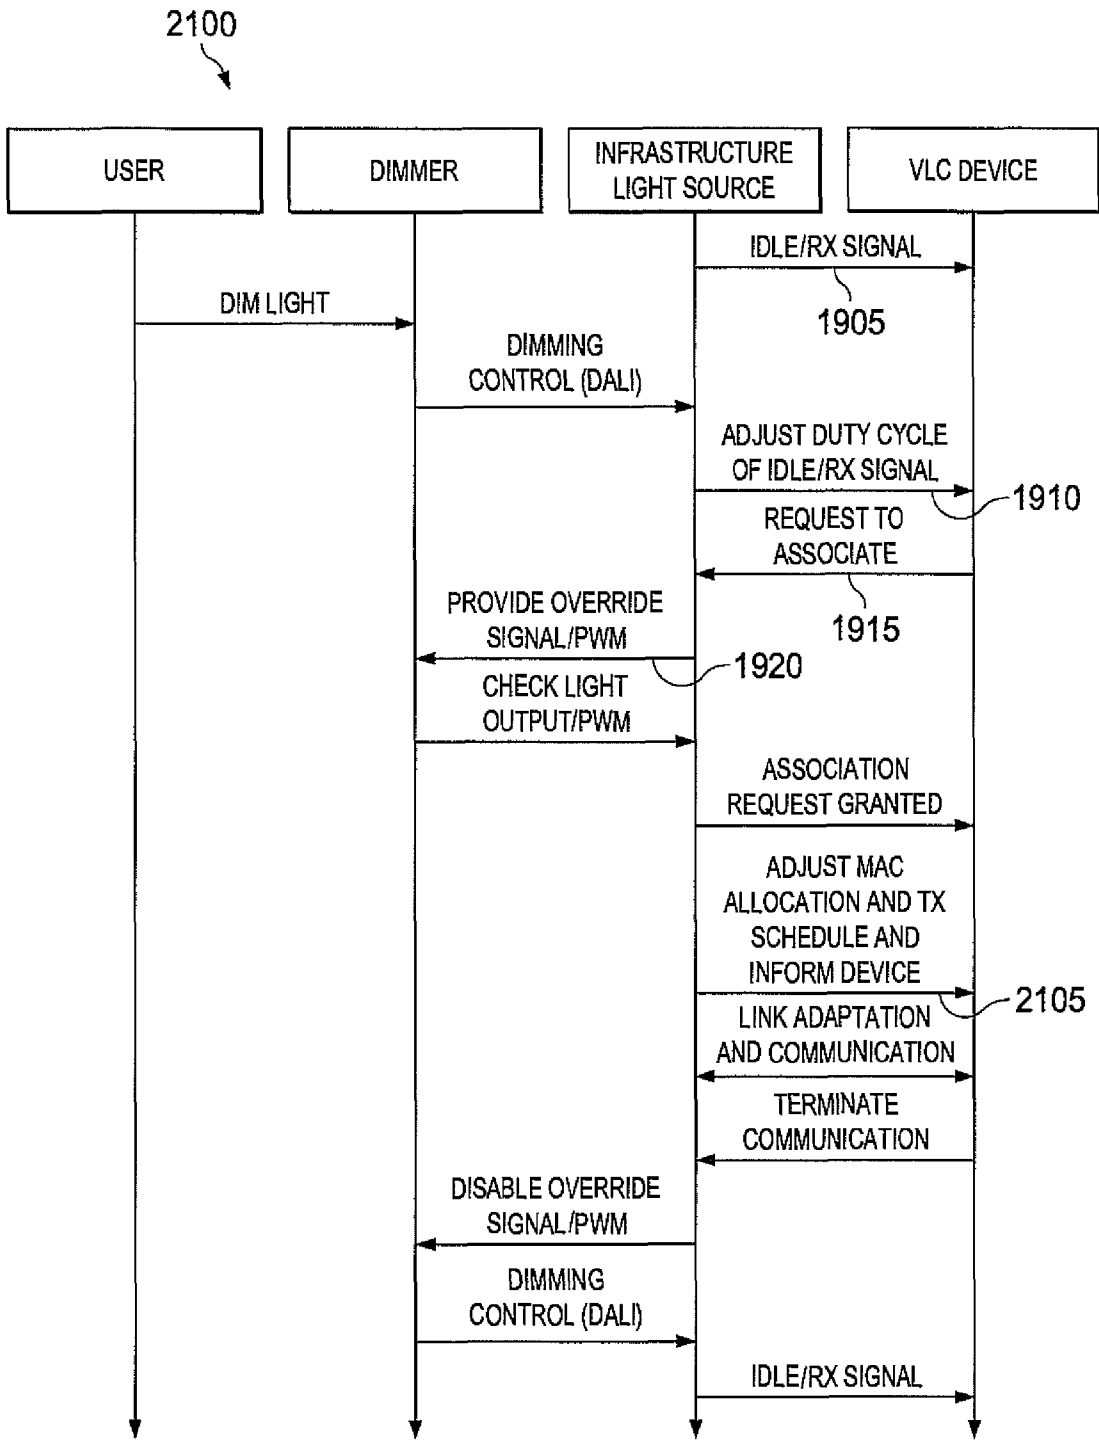 2100
USER
DIMMER
INFRASTRUCTURE
LIGHT SOURCE
VLC DEVICE
IDLE/RX SIGNAL
1905
DIM LIGHT
DIMMING
CONTROL (DALI)
ADJUST DUTY CYCLE
OF IDLE/RX SIGNAL
1910
REQUEST TO
ASSOCIATE
1915
PROVIDE OVERRIDE
SIGNAL/PWM
1920
CHECK LIGHT
OUTPUT/PWM
ASSOCIATION
REQUEST GRANTED
ADJUST MAC
ALLOCATION AND TX
SCHEDULE AND
INFORM DEVICE
2105
LINK ADAPTATION
AND COMMUNICATION
TERMINATE
COMMUNICATION
DISABLE OVERRIDE
SIGNAL/PWM
DIMMING
CONTROL (DALI)
IDLE/RX SIGNAL